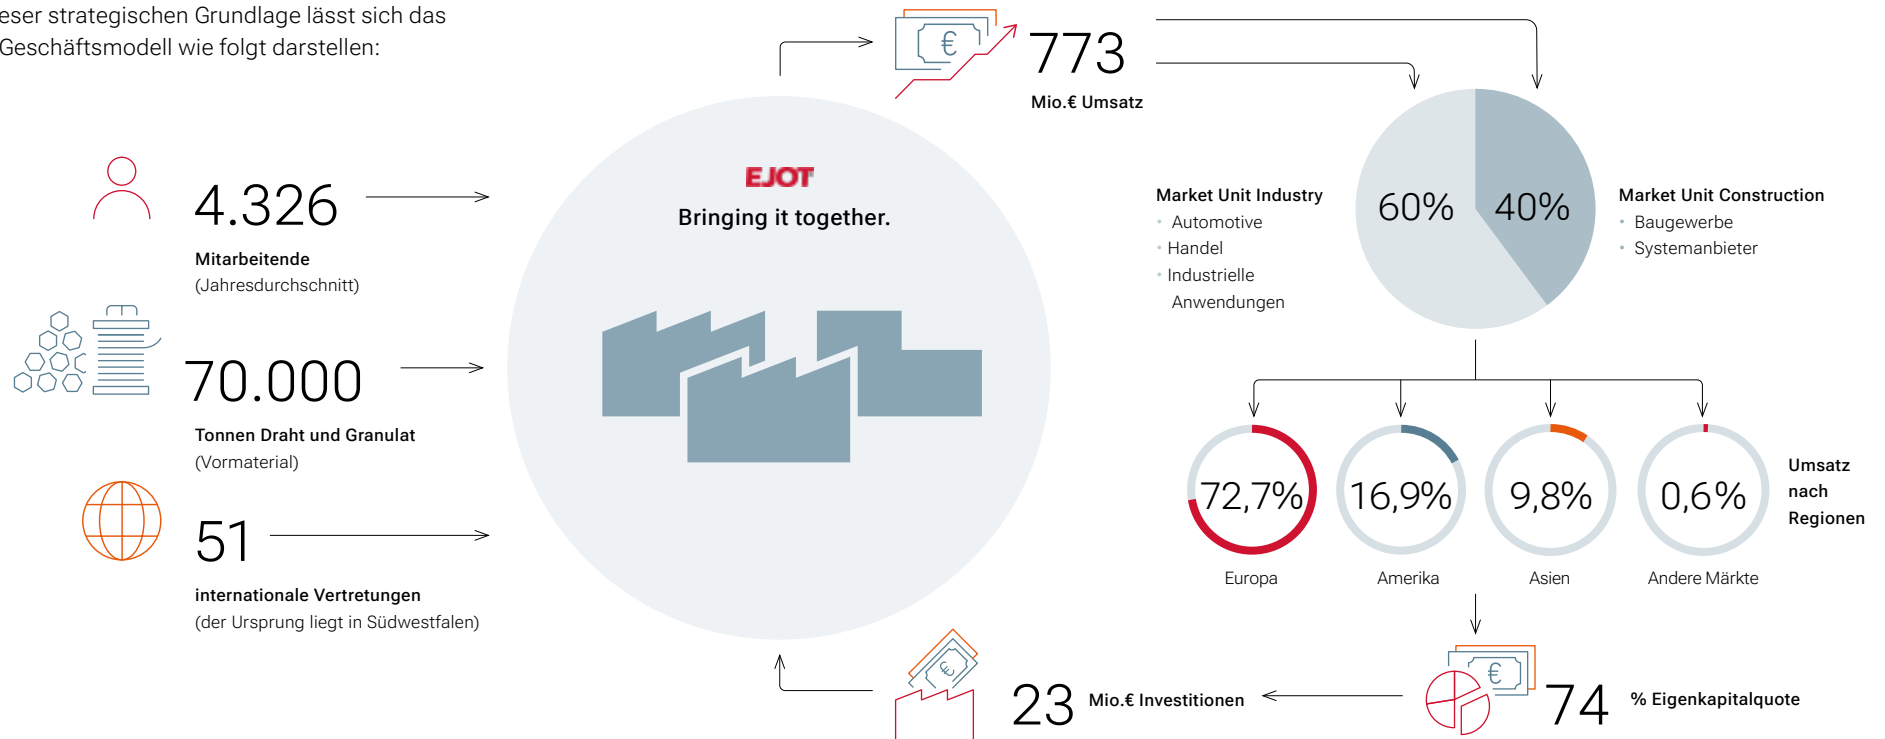 eser strategischen Grundlage lässt sich das
Geschäftsmodell wie folgt darstellen:
4.326
Mitarbeitende
(Jahresdurchschnitt)
70.000
Tonnen Draht und Granulat
(Vormaterial)
51
internationale Vertretungen
(der Ursprung liegt in Südwestfalen)
EJOT
Bringing it together.
€
773
Mio.€ Umsatz
Market Unit Industry
• Automotive
• Handel
• Industrielle
Anwendungen
60%
40%
Market Unit Construction
• Baugewerbe
• Systemanbieter
72,7%
Europa
16,9%
Amerika
9,8%
Asien
0,6%
Andere Märkte
Umsatz
nach
Regionen
€
74
% Eigenkapitalquote
€
23
Mio.€ Investitionen